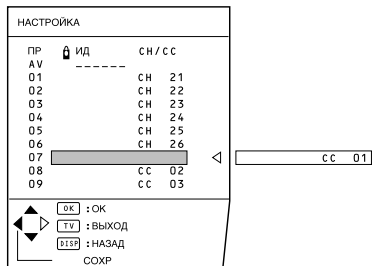 НАСТРОЙКА
ПР ИД CH/CC
AV ------
01 CH 21
02 CH 22
03 CH 23
04 CH 24
05 CH 25
06 CH 26
07 CC 01
08 CC 02
09 CC 03
OK : OK
TV : ВЫХОД
DISP : НАЗАД
СОХР